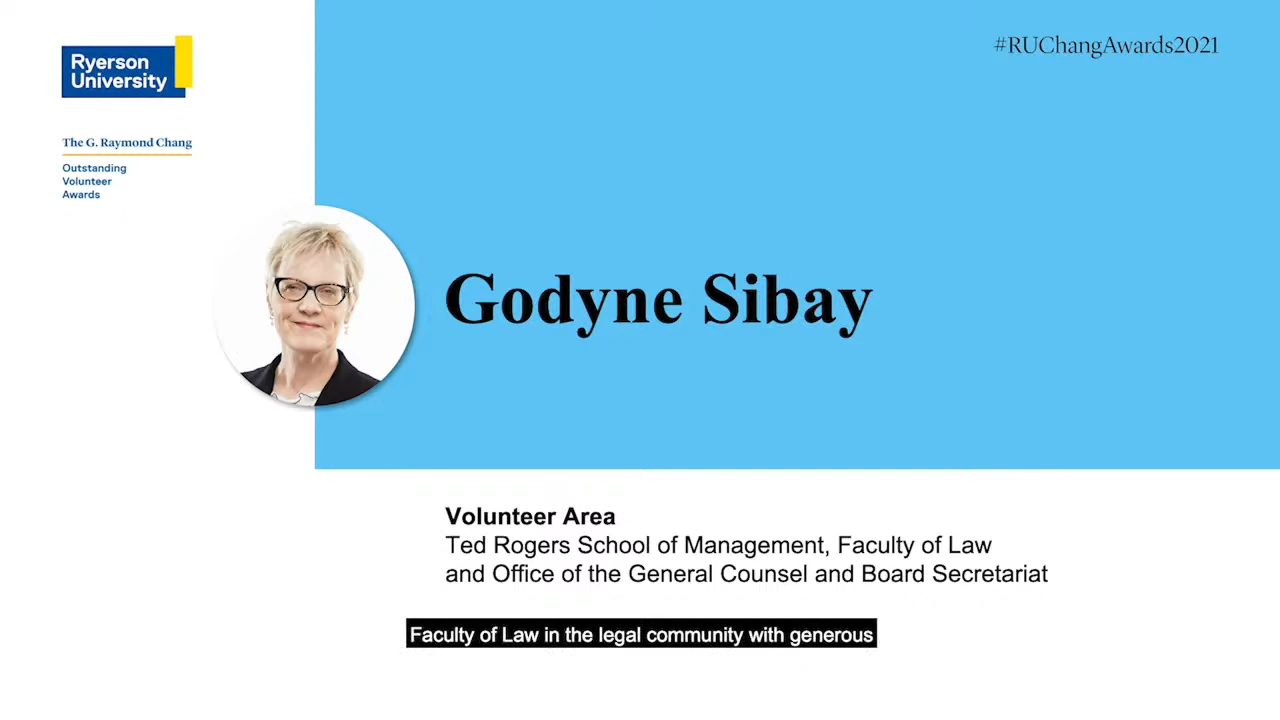 Ryerson
University
#RUChangAwards2021
The G. Raymond Chang
Outstanding
Volunteer
Awards
Godyne Sibay
Volunteer Area
Ted Rogers School of Management, Faculty of Law
and Office of the General Counsel and Board Secretariat
Faculty of Law in the legal community with generous